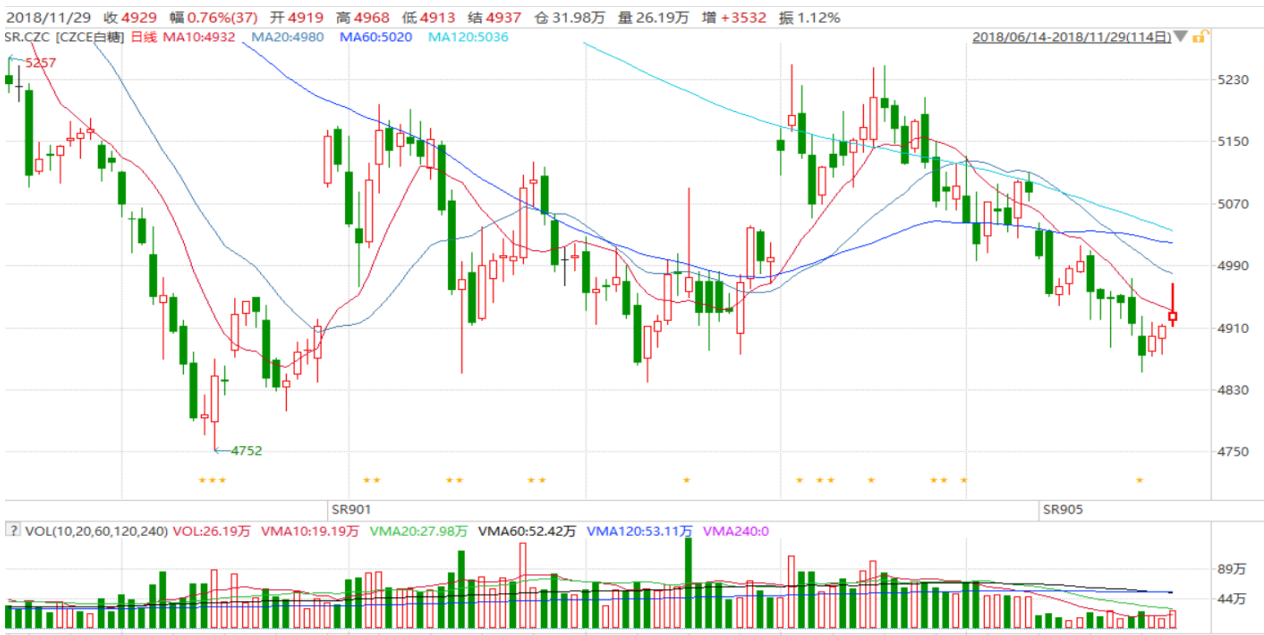 2018/11/29 收 4929 幅 0.76%(37) 开 4919 高 4968 低 4913 结 4937 仓 31.98万 量 26.19万 增 +3532 振 1.12%
SR.CZC [CZCE白糖] 日线 MA10:4932 MA20:4980 MA60:5020 MA120:5036 2018/06/14-2018/11/29(114日)
5257
5230
5150
5070
4990
4910
4830
4752
4750
SR901 SR905
? VOL(10,20,60,120,240) VOL:26.19万 VMA10:19.19万 VMA20:27.98万 VMA60:52.42万 VMA120:53.11万 VMA240:0
89万
44万